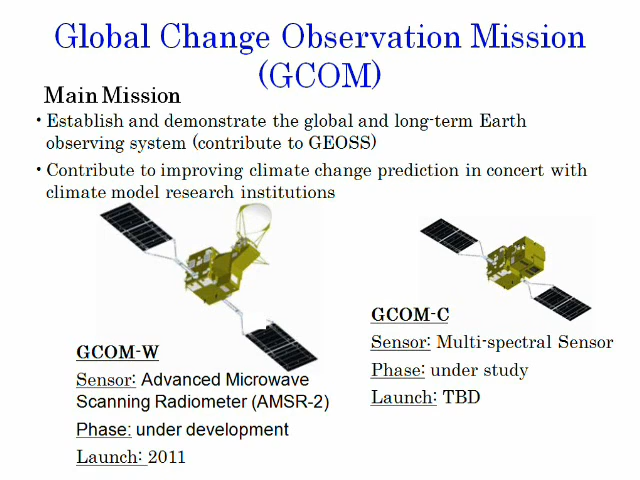 Global Change Observation Mission
(GCOM)
Main Mission
• Establish and demonstrate the global and long-term Earth
observing system (contribute to GEOSS)
• Contribute to improving climate change prediction in concert with
climate model research institutions
GCOM-W
Sensor: Advanced Microwave
Scanning Radiometer (AMSR-2)
Phase: under development
Launch: 2011
GCOM-C
Sensor: Multi-spectral Sensor
Phase: under study
Launch: TBD